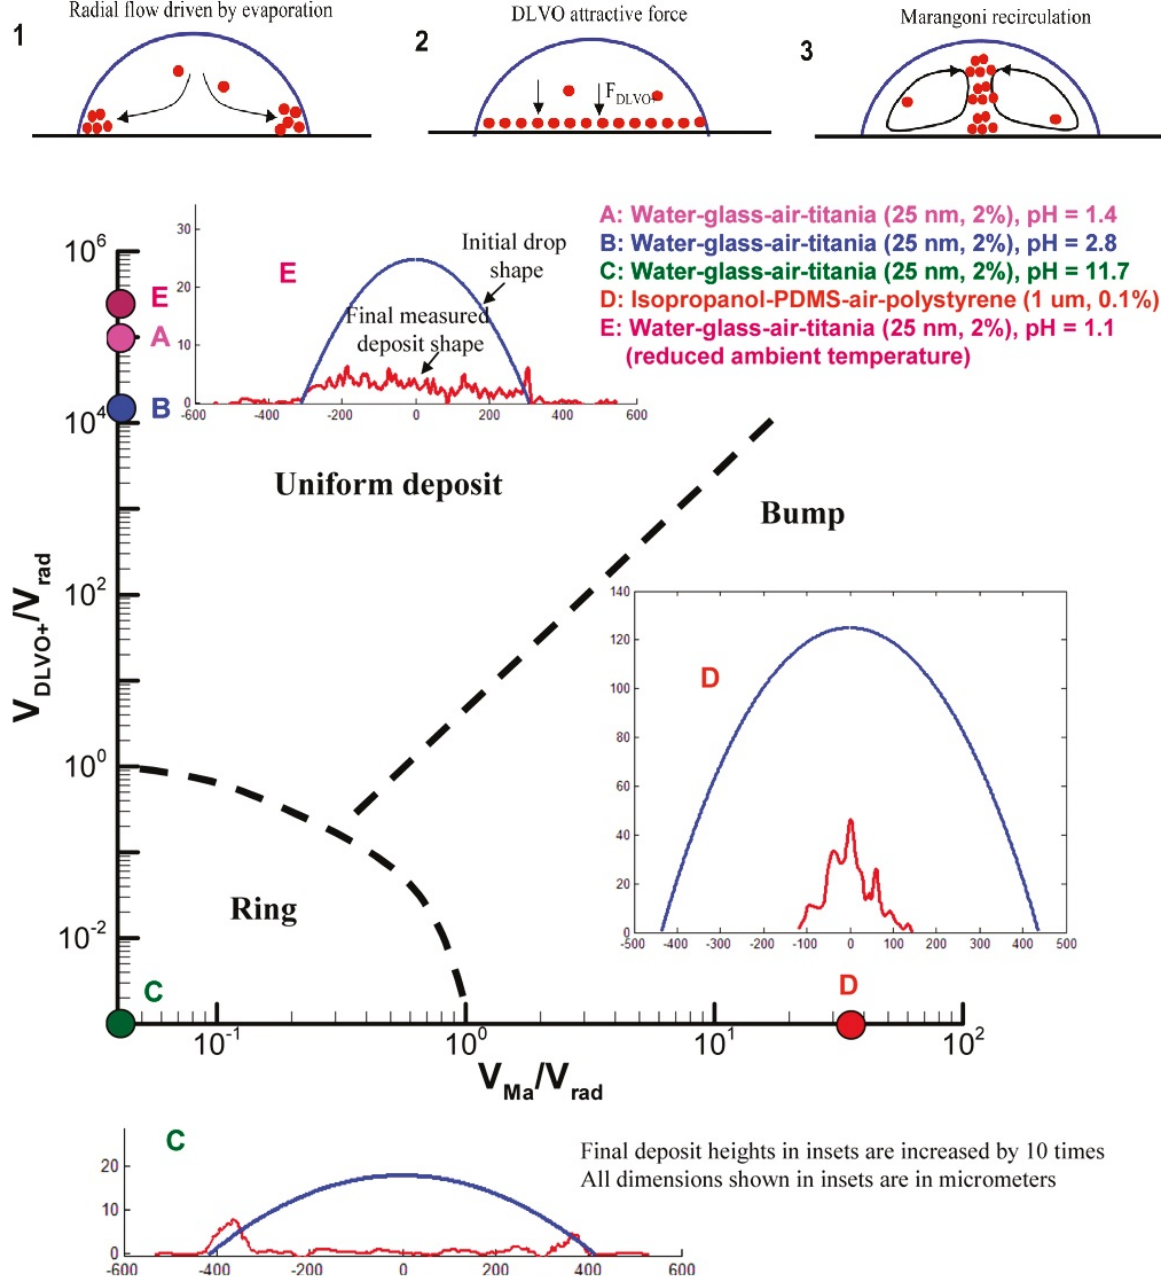 Radial flow driven by evaporation
DLVO attractive force
Marangoni recirculation
1
2
3
F_DLVO+
A: Water-glass-air-titania (25 nm, 2%), pH = 1.4
B: Water-glass-air-titania (25 nm, 2%), pH = 2.8
C: Water-glass-air-titania (25 nm, 2%), pH = 11.7
D: Isopropanol-PDMS-air-polystyrene (1 um, 0.1%)
E: Water-glass-air-titania (25 nm, 2%), pH = 1.1
(reduced ambient temperature)
30
20
10
0
-600 -400 -200 0 200 400 600
E
Initial drop
shape
Final measured
deposit shape
10^6
10^4
10^2
10^0
10^-2
V_DLVO+/V_rad
E
A
B
C
D
Uniform deposit
Bump
Ring
140
120
100
80
60
40
20
0
-500 -400 -300 -200 -100 0 100 200 300 400 500
D
10^-1 10^0 10^1 10^2
V_Ma/V_rad
C
20
10
0
-600 -400 -200 0 200 400 600
Final deposit heights in insets are increased by 10 times
All dimensions shown in insets are in micrometers